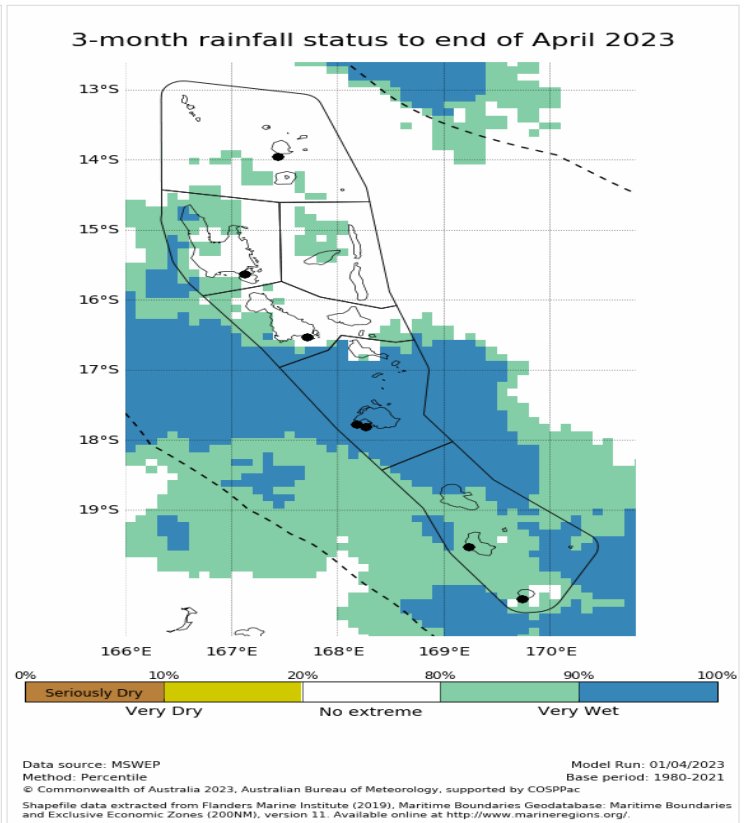 3-month rainfall status to end of April 2023
13°S
14°S
15°S
16°S
17°S
18°S
19°S
166°E 167°E 168°E 169°E 170°E
0% 10% 20% 80% 90% 100%
Seriously Dry
Very Dry No extreme Very Wet
Data source: MSWEP Model Run: 01/04/2023
Method: Percentile Base period: 1980-2021
© Commonwealth of Australia 2023, Australian Bureau of Meteorology, supported by COSPPac
Shapefile data extracted from Flanders Marine Institute (2019), Maritime Boundaries Geodatabase: Maritime Boundaries
and Exclusive Economic Zones (200NM), version 11. Available online at http://www.marineregions.org/.